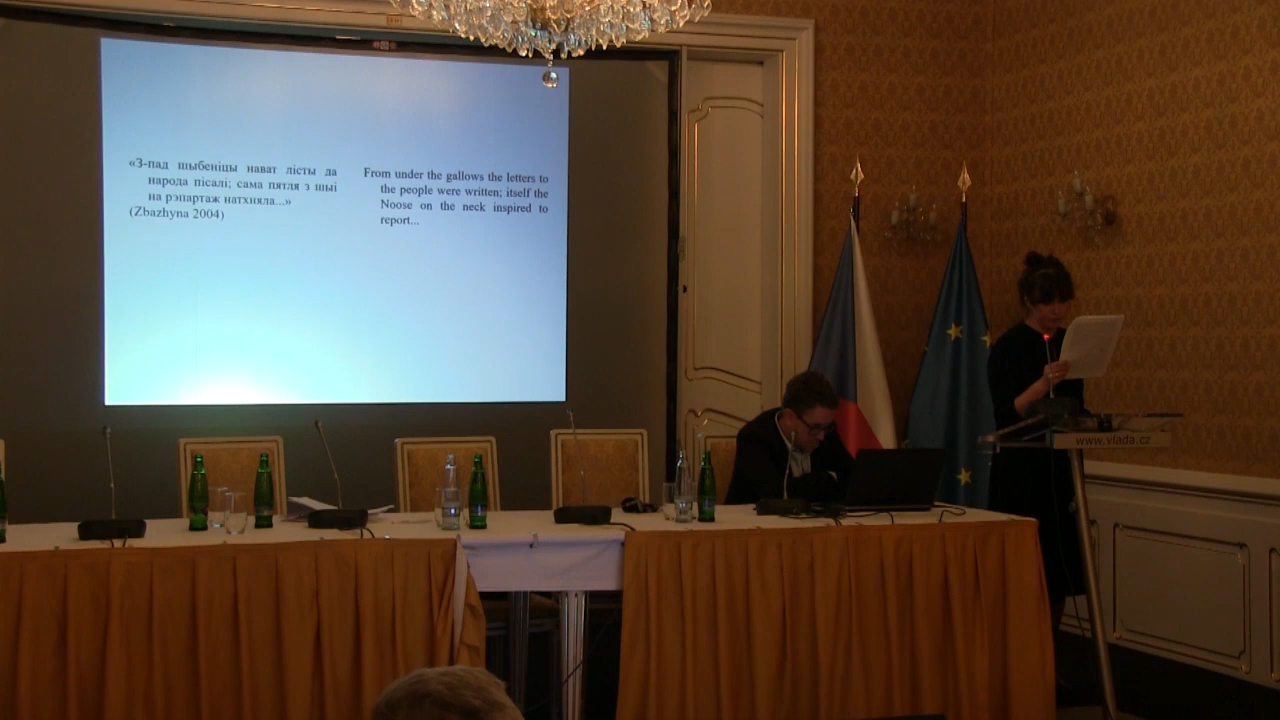 «З-пад шыбеніцы нават лісты да
народа пісалі; сама пятля з шыі
на рэпартаж натхняла...»
(Zbazhyna 2004)
From under the gallows the letters to
the people were written; itself the
Noose on the neck inspired to
report...
www.vlada.cz